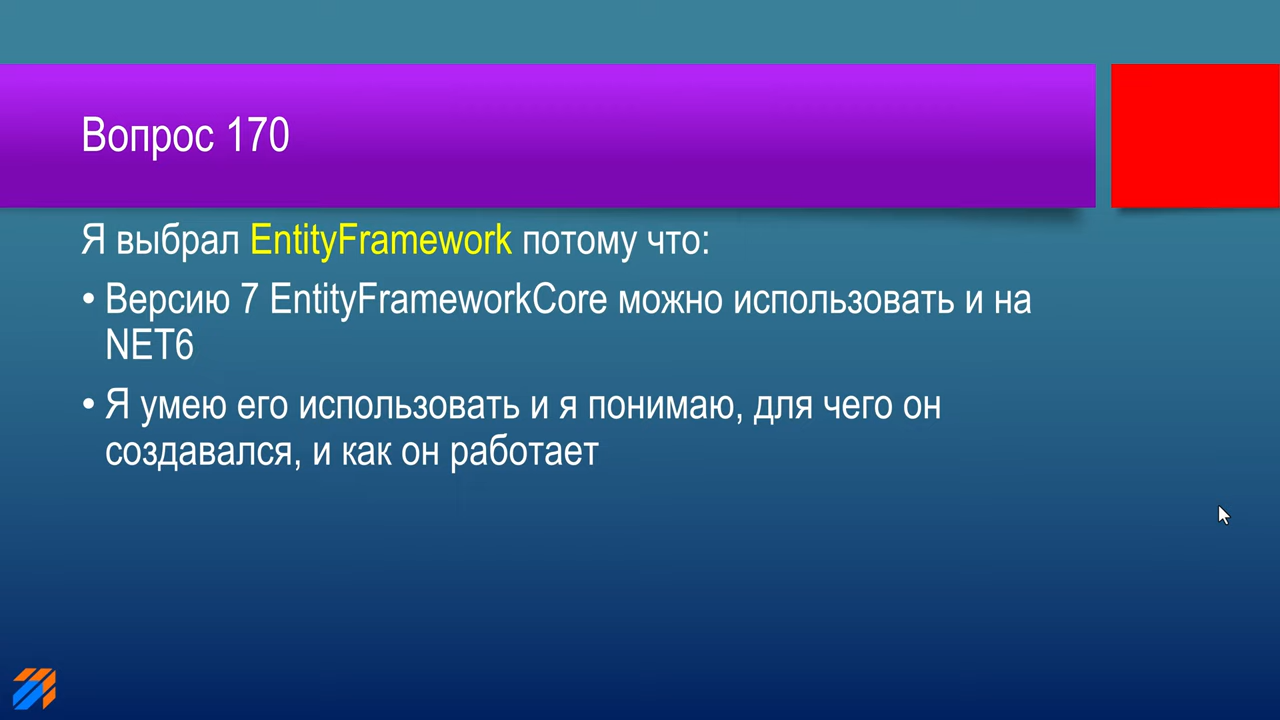 Вопрос 170
Я выбрал EntityFramework потому что:
• Версию 7 EntityFrameworkCore можно использовать и на
NET6
• Я умею его использовать и я понимаю, для чего он
создавался, и как он работает